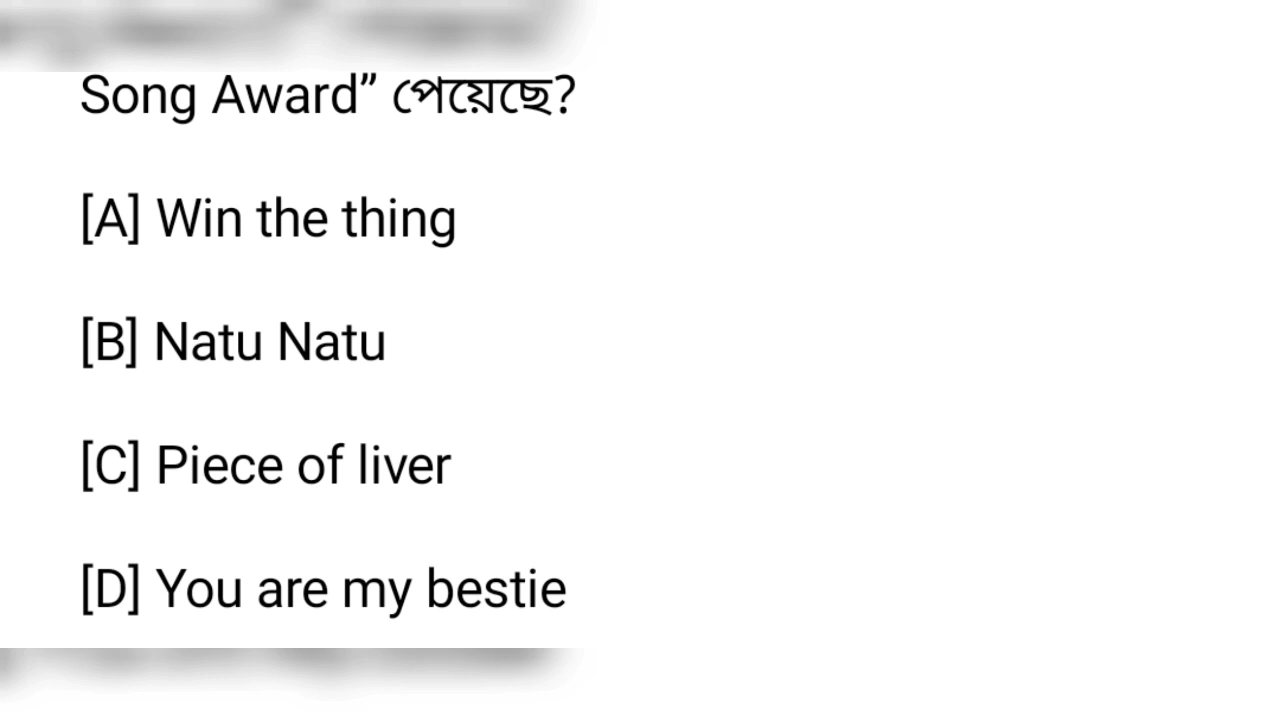 Song Award” পেয়েছে?
[A] Win the thing
[B] Natu Natu
[C] Piece of liver
[D] You are my bestie